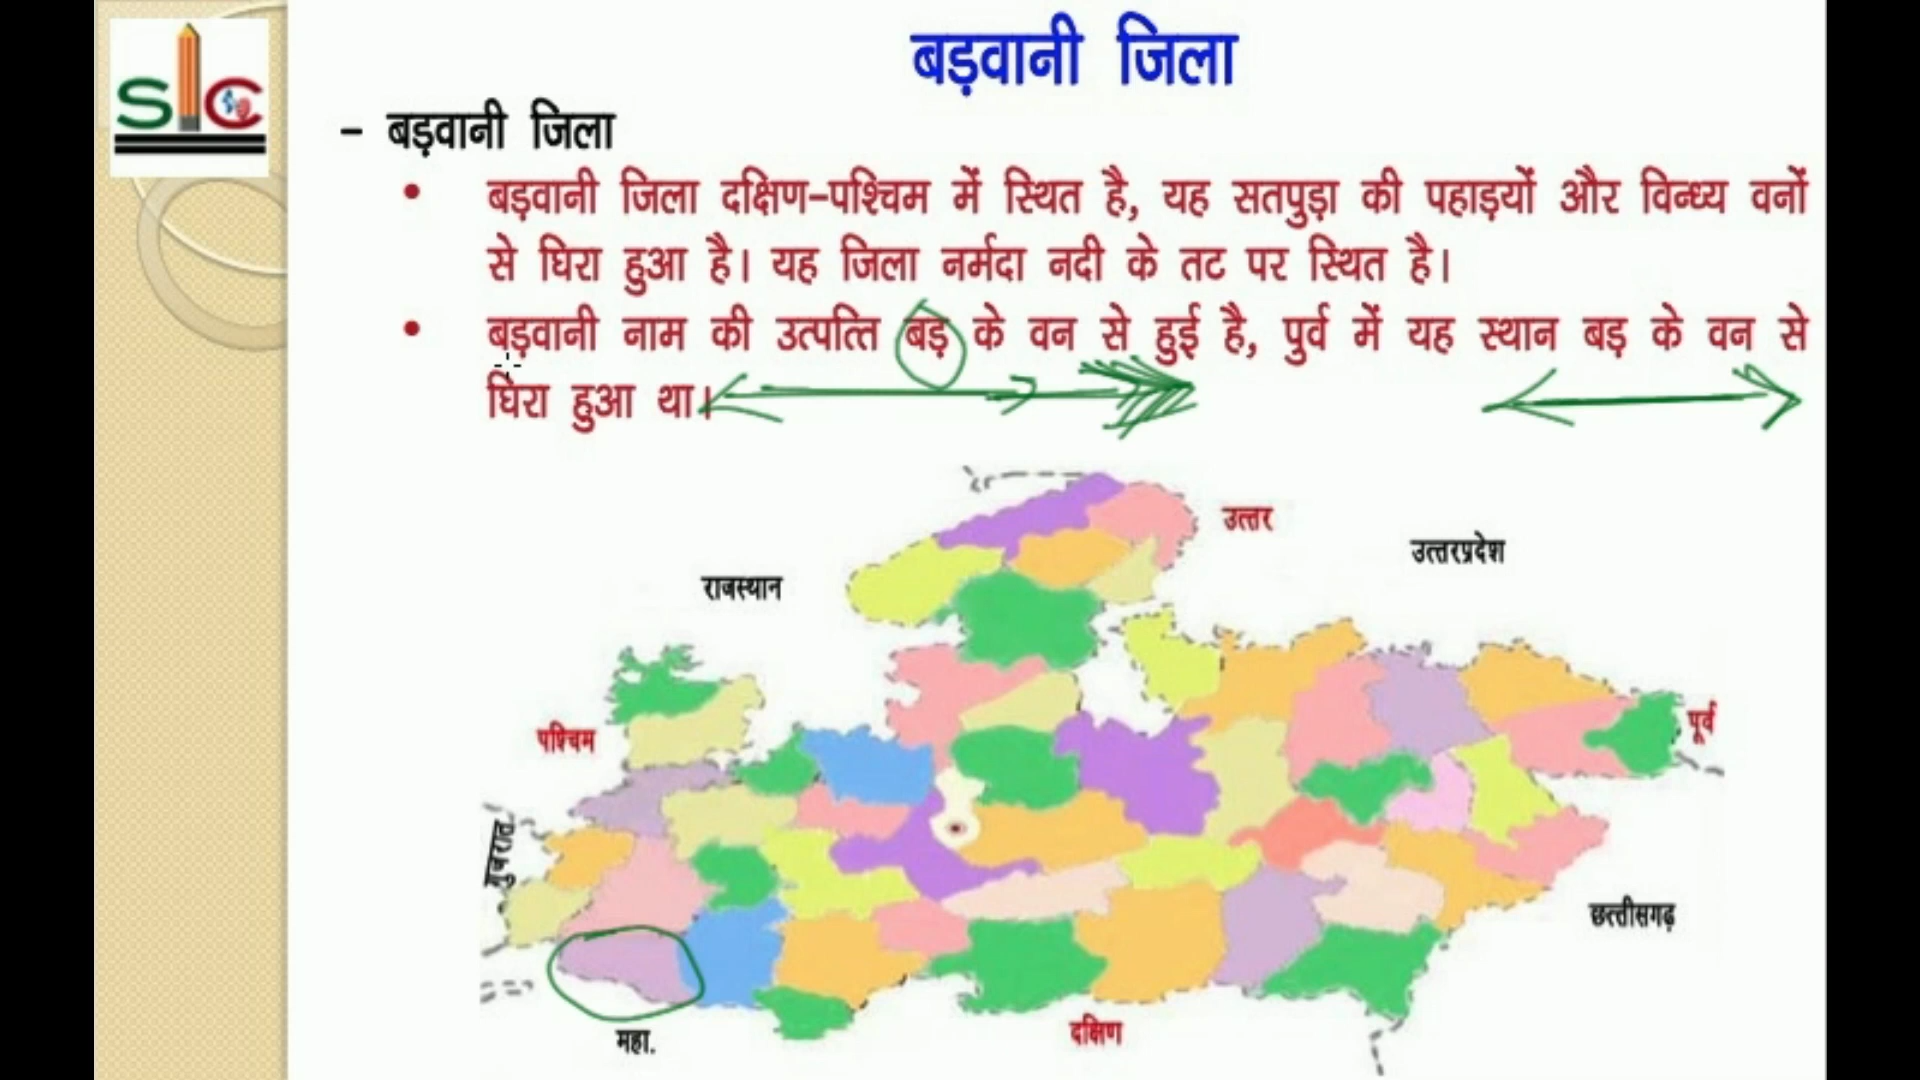 SIC
बड़वानी जिला
– बड़वानी जिला
• बड़वानी जिला दक्षिण-पश्चिम में स्थित है, यह सतपुड़ा की पहाड़यों और विन्ध्य वनों
से घिरा हुआ है। यह जिला नर्मदा नदी के तट पर स्थित है।
• बड़वानी नाम की उत्पत्ति बड़ के वन से हुई है, पुर्व में यह स्थान बड़ के वन से
घिरा हुआ था।
उत्तर
उत्तरप्रदेश
राजस्थान
पश्चिम
पूर्व
गुजरात
छत्तीसगढ़
दक्षिण
महा.